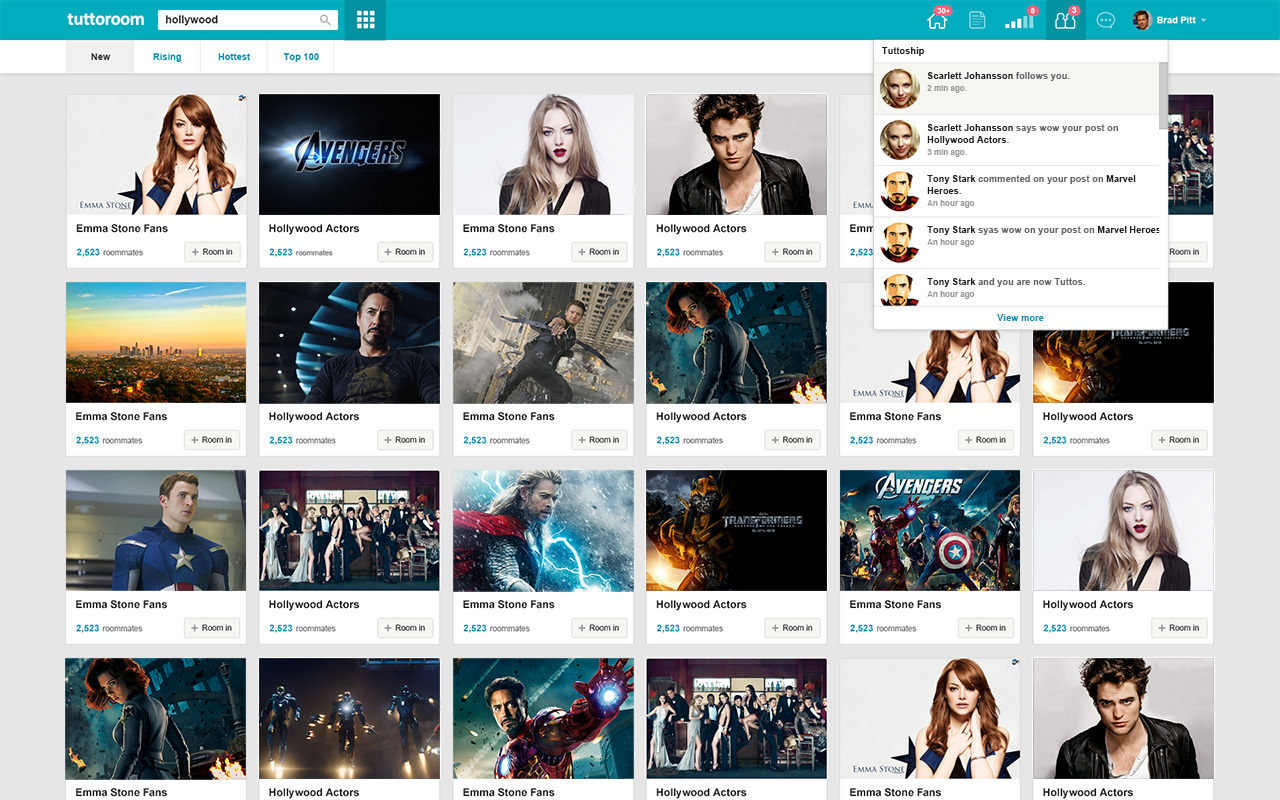 tuttoroom
hollywood
30+
8
3
Brad Pitt
New
Rising
Hottest
Top 100
Tuttoship
Scarlett Johansson follows you.
2 min ago.
Scarlett Johansson says wow your post on
Hollywood Actors.
3 min ago.
Tony Stark commented on your post on Marvel
Heroes.
An hour ago
Tony Stark syas wow on your post on Marvel Heroes
An hour ago
Tony Stark and you are now Tuttos.
An hour ago
View more
EMMA STONE
AVENGERS
EMMA
Emma Stone Fans
Hollywood Actors
Emma Stone Fans
Hollywood Actors
Emm
2,523 roommates
+ Room in
2,523 roommates
+ Room in
2,523 roommates
+ Room in
2,523 roommates
+ Room in
2,52
Room in
EMMA STONE
TRANSFORMERS
Emma Stone Fans
Hollywood Actors
Emma Stone Fans
Hollywood Actors
Emma Stone Fans
Hollywood Actors
2,523 roommates
+ Room in
2,523 roommates
+ Room in
2,523 roommates
+ Room in
2,523 roommates
+ Room in
2,523 roommates
+ Room in
2,523 roommates
+ Room in
TRANSFORMERS
AVENGERS
Emma Stone Fans
Hollywood Actors
Emma Stone Fans
Hollywood Actors
Emma Stone Fans
Hollywood Actors
2,523 roommates
+ Room in
2,523 roommates
+ Room in
2,523 roommates
+ Room in
2,523 roommates
+ Room in
2,523 roommates
+ Room in
2,523 roommates
+ Room in
EMMA STONE
Emma Stone Fans
Hollywood Actors
Emma Stone Fans
Hollywood Actors
Emma Stone Fans
Hollywood Actors